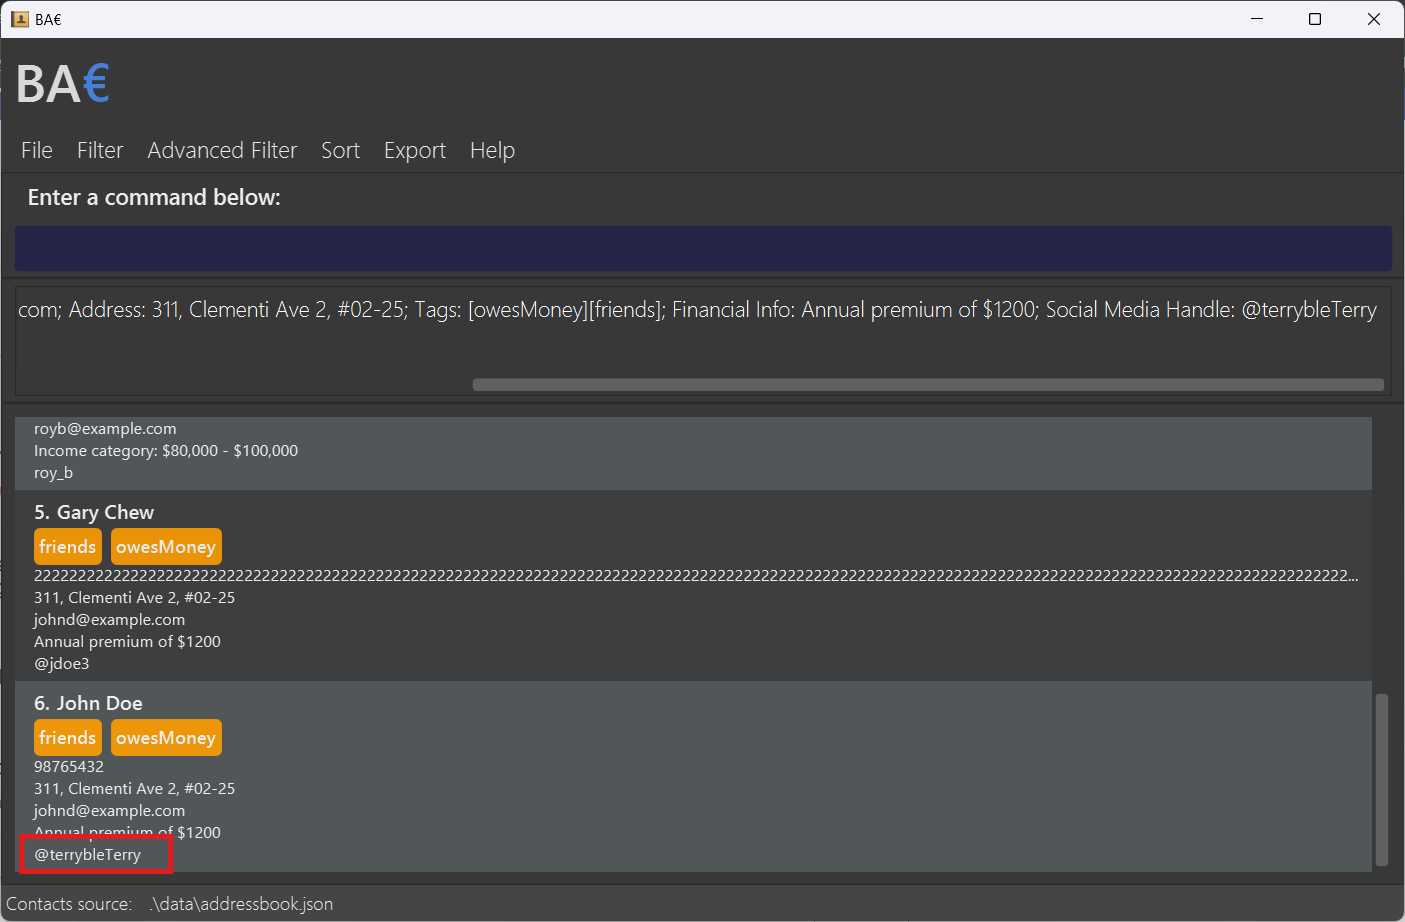 BA€
BA€
File Filter Advanced Filter Sort Export Help
Enter a command below:
com; Address: 311, Clementi Ave 2, #02-25; Tags: [owesMoney][friends]; Financial Info: Annual premium of $1200; Social Media Handle: @terrybleTerry
royb@example.com
Income category: $80,000 - $100,000
roy_b
5. Gary Chew
friends owesMoney
311, Clementi Ave 2, #02-25
johnd@example.com
Annual premium of $1200
@jdoe3
6. John Doe
friends owesMoney
98765432
311, Clementi Ave 2, #02-25
johnd@example.com
Annual premium of $1200
@terrybleTerry
Contacts source: .\data\addressbook.json